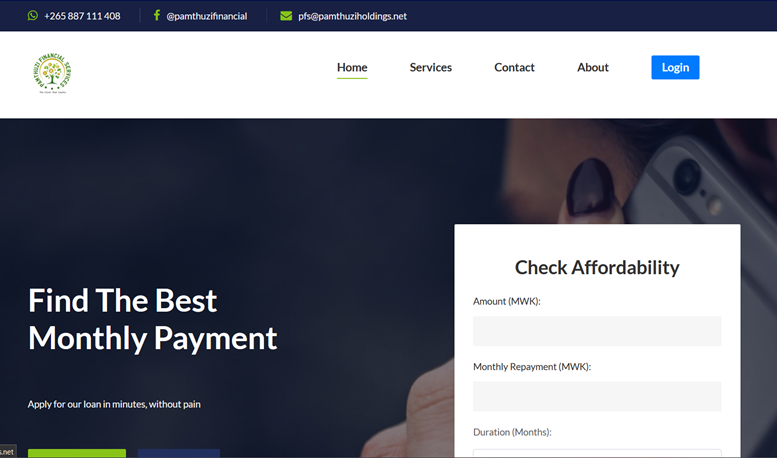 +265 887 111 408
@pamthuzifinancial
pfs@pamthuziholdings.net
PAMTHUZI FINANCIAL SERVICES
Home
Services
Contact
About
Login
Find The Best
Monthly Payment
Apply for our loan in minutes, without pain
Check Affordability
Amount (MWK):
Monthly Repayment (MWK):
Duration (Months):
s.net